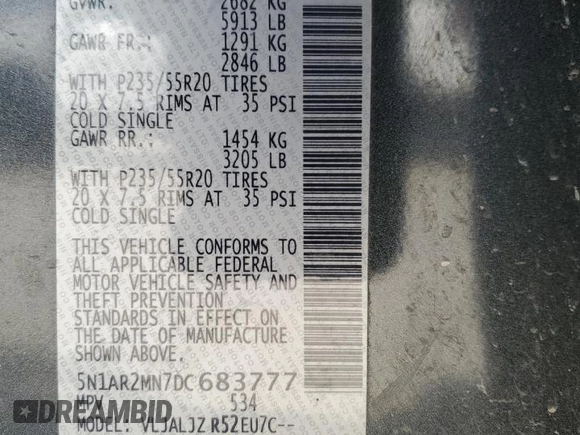 GVWR: 2682 KG
5913 LB
GAWR FR.: 1291 KG
2846 LB
WITH P235/55R20 TIRES
20 X 7.5 RIMS AT 35 PSI
COLD SINGLE
GAWR RR.: 1454 KG
3205 LB
WITH P235/55R20 TIRES
20 X 7.5 RIMS AT 35 PSI
COLD SINGLE
THIS VEHICLE CONFORMS TO
ALL APPLICABLE FEDERAL
MOTOR VEHICLE SAFETY AND
THEFT PREVENTION
STANDARDS IN EFFECT ON
THE DATE OF MANUFACTURE
SHOWN ABOVE.
5N1AR2MN7DC683777
MPV 534
MODEL: R52EU7C--
AUTOBIDMASTER